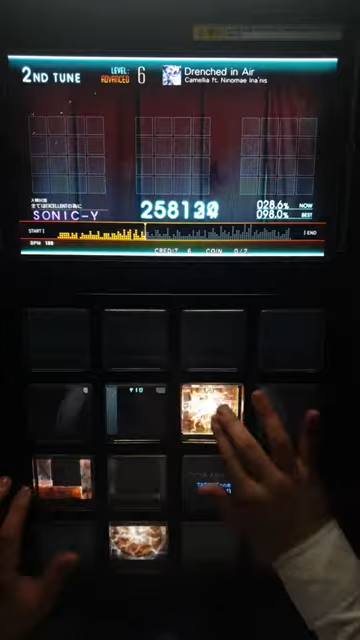 2ND TUNE
LEVEL:
ADVANCED 6
Drenched in Air
Camellia ft. Ninomae Ina'nis
SONIC-Y
028.6% NOW
098.0% BEST
START
END
BPM 188
CREDIT 6 COIN 0/2